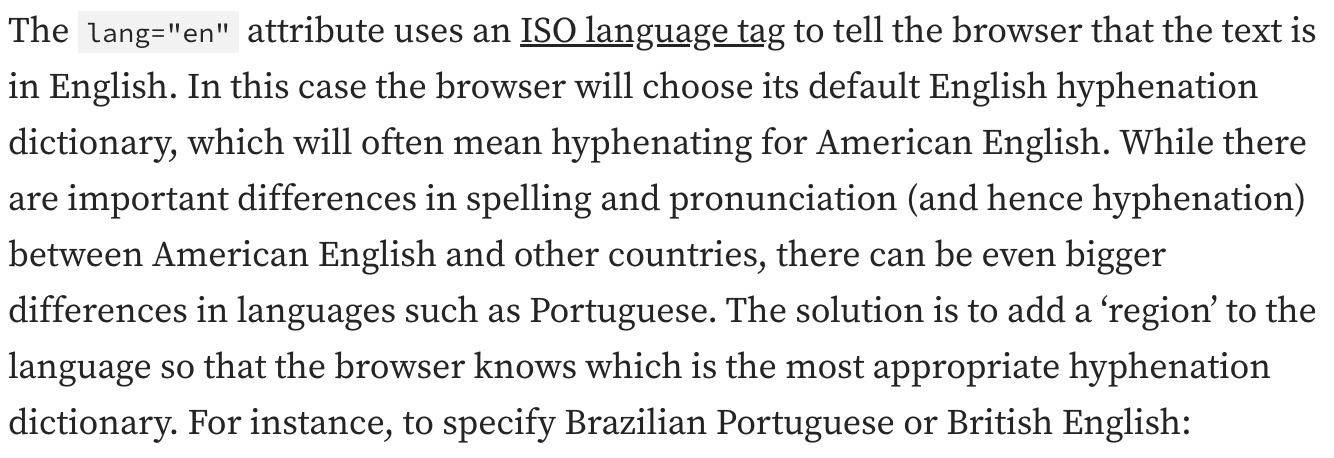 The lang="en" attribute uses an ISO language tag to tell the browser that the text is
in English. In this case the browser will choose its default English hyphenation
dictionary, which will often mean hyphenating for American English. While there
are important differences in spelling and pronunciation (and hence hyphenation)
between American English and other countries, there can be even bigger
differences in languages such as Portuguese. The solution is to add a ‘region’ to the
language so that the browser knows which is the most appropriate hyphenation
dictionary. For instance, to specify Brazilian Portuguese or British English: